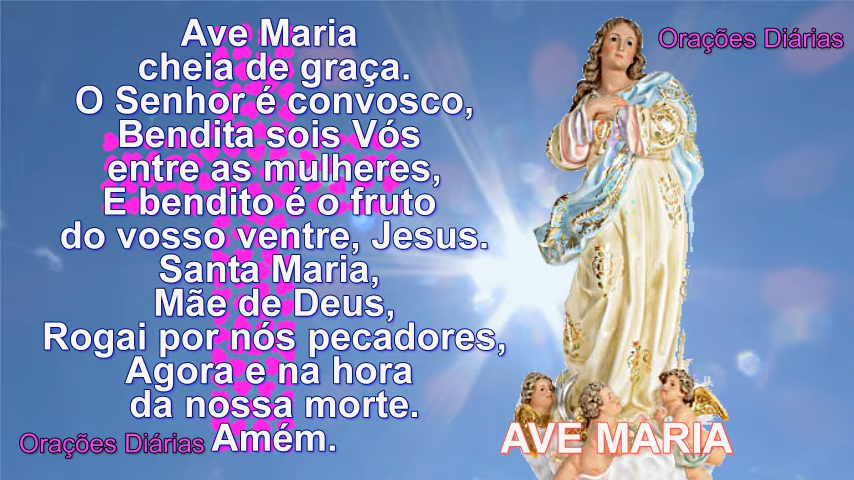 Ave Maria
cheia de graça.
O Senhor é convosco,
Bendita sois Vós
entre as mulheres,
E bendito é o fruto
do vosso ventre, Jesus.
Santa Maria,
Mãe de Deus,
Rogai por nós pecadores,
Agora e na hora
da nossa morte.
Amém.
Orações Diárias
Orações Diárias
AVE MARIA